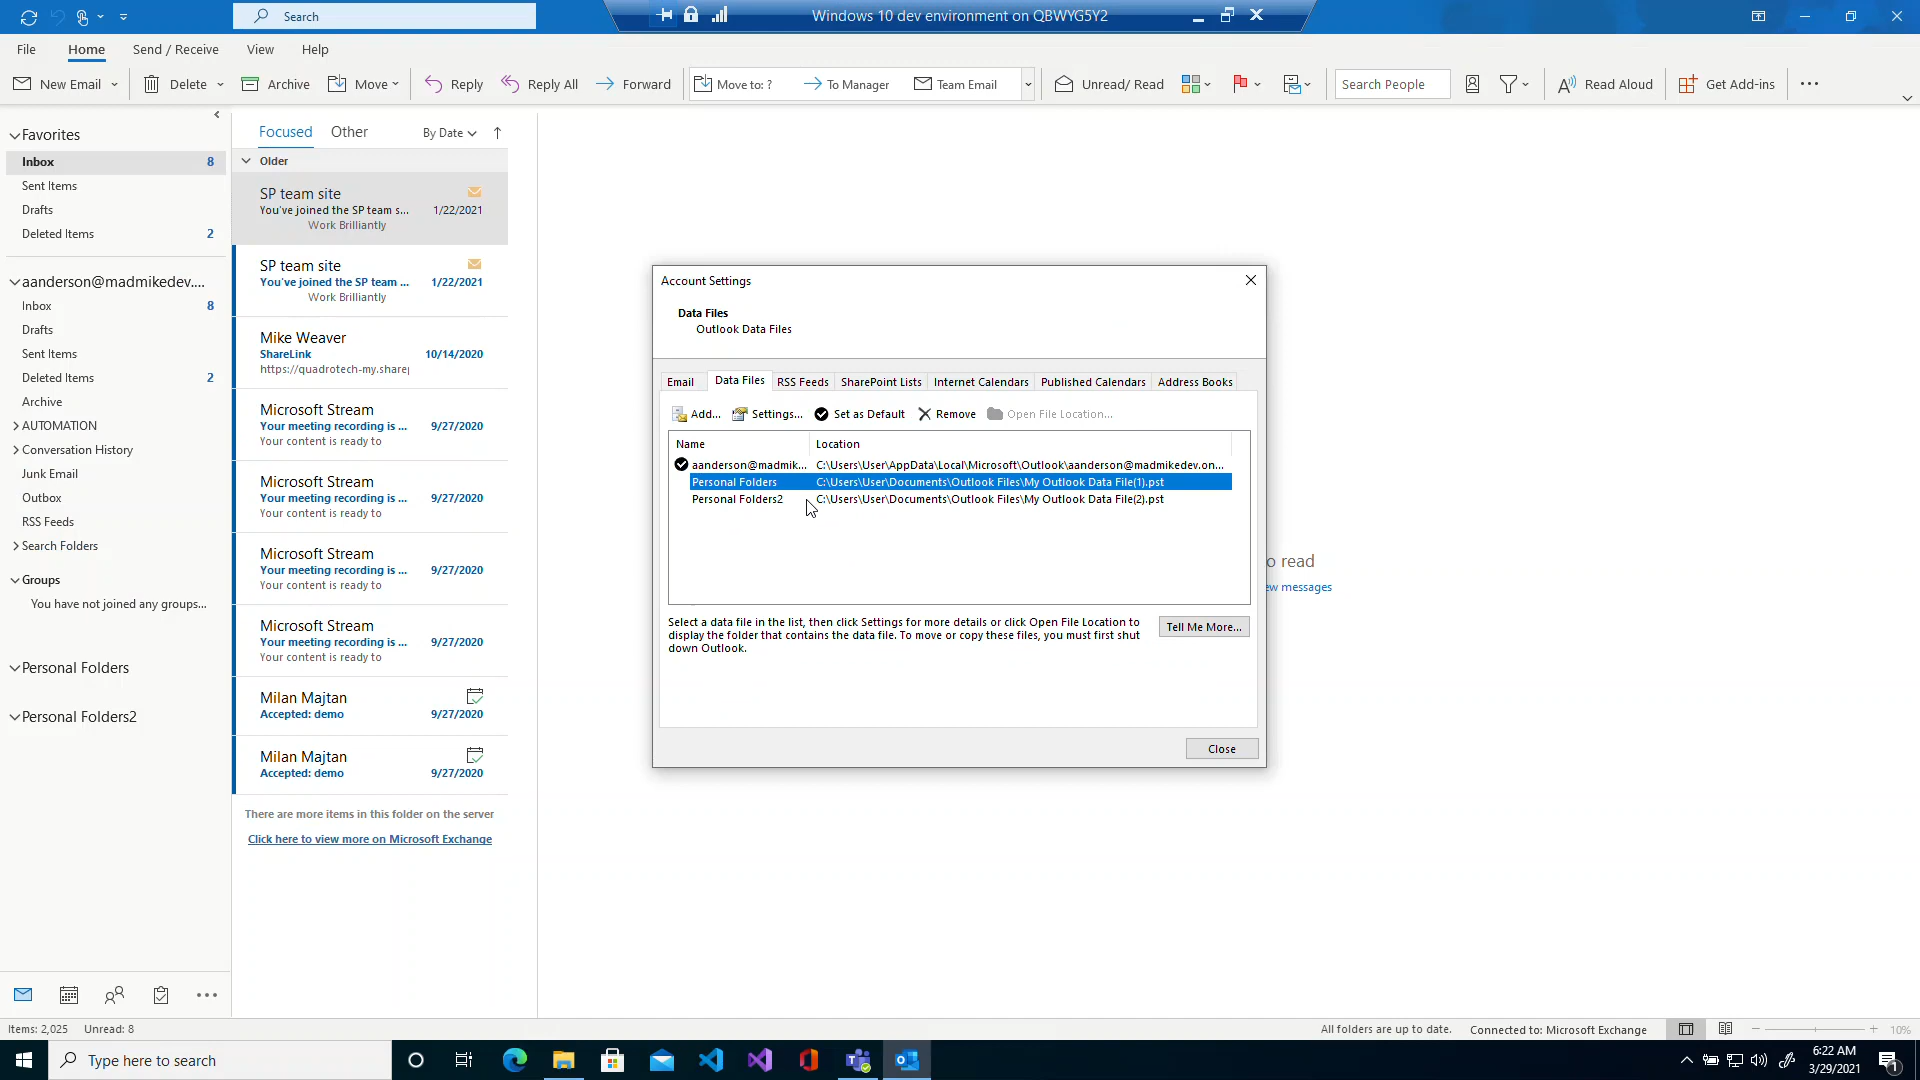 Search
Windows 10 dev environment on QBWYG5Y2
File Home Send / Receive View Help
New Email Delete Archive Move Reply Reply All Forward Move to: ? To Manager Team Email Unread/ Read Search People Read Aloud Get Add-ins
Favorites
Inbox 8
Sent Items
Drafts
Deleted Items 2
aanderson@madmikedev....
Inbox 8
Drafts
Sent Items
Deleted Items 2
Archive
AUTOMATION
Conversation History
Junk Email
Outbox
RSS Feeds
Search Folders
Groups
You have not joined any groups...
Personal Folders
Personal Folders2
Focused Other By Date
Older
SP team site
You've joined the SP team s... 1/22/2021
Work Brilliantly
SP team site
You've joined the SP team ... 1/22/2021
Work Brilliantly
Mike Weaver
ShareLink 10/14/2020
https://quadrotech-my.sharep
Microsoft Stream
Your meeting recording is ... 9/27/2020
Your content is ready to
Microsoft Stream
Your meeting recording is ... 9/27/2020
Your content is ready to
Microsoft Stream
Your meeting recording is ... 9/27/2020
Your content is ready to
Microsoft Stream
Your meeting recording is ... 9/27/2020
Your content is ready to
Milan Majtan
Accepted: demo 9/27/2020
Milan Majtan
Accepted: demo 9/27/2020
There are more items in this folder on the server
Click here to view more on Microsoft Exchange
Account Settings
Data Files
Outlook Data Files
Email Data Files RSS Feeds SharePoint Lists Internet Calendars Published Calendars Address Books
Add... Settings... Set as Default Remove Open File Location...
Name Location
aanderson@madmik... C:\Users\User\AppData\Local\Microsoft\Outlook\aanderson@madmikedev.on...
Personal Folders C:\Users\User\Documents\Outlook Files\My Outlook Data File(1).pst
Personal Folders2 C:\Users\User\Documents\Outlook Files\My Outlook Data File(2).pst
Select a data file in the list, then click Settings for more details or click Open File Location to
display the folder that contains the data file. To move or copy these files, you must first shut
down Outlook.
Tell Me More...
Close
o read
ew messages
Items: 2,025 Unread: 8
All folders are up to date. Connected to: Microsoft Exchange 10%
Type here to search
6:22 AM
3/29/2021
1